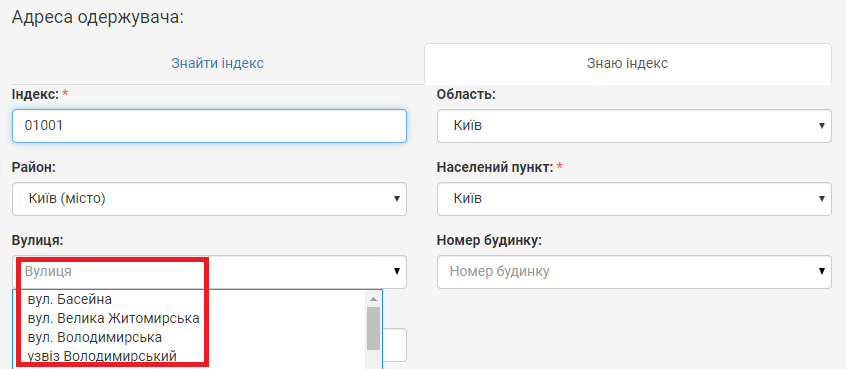 Адреса одержувача:
Знайти індекс
Знаю індекс
Індекс: *
Область:
01001
Київ
Район:
Населений пункт: *
Київ (місто)
Київ
Вулиця:
Номер будинку:
Вулиця
Номер будинку
вул. Басейна
вул. Велика Житомирська
вул. Володимирська
узвіз Володимирський